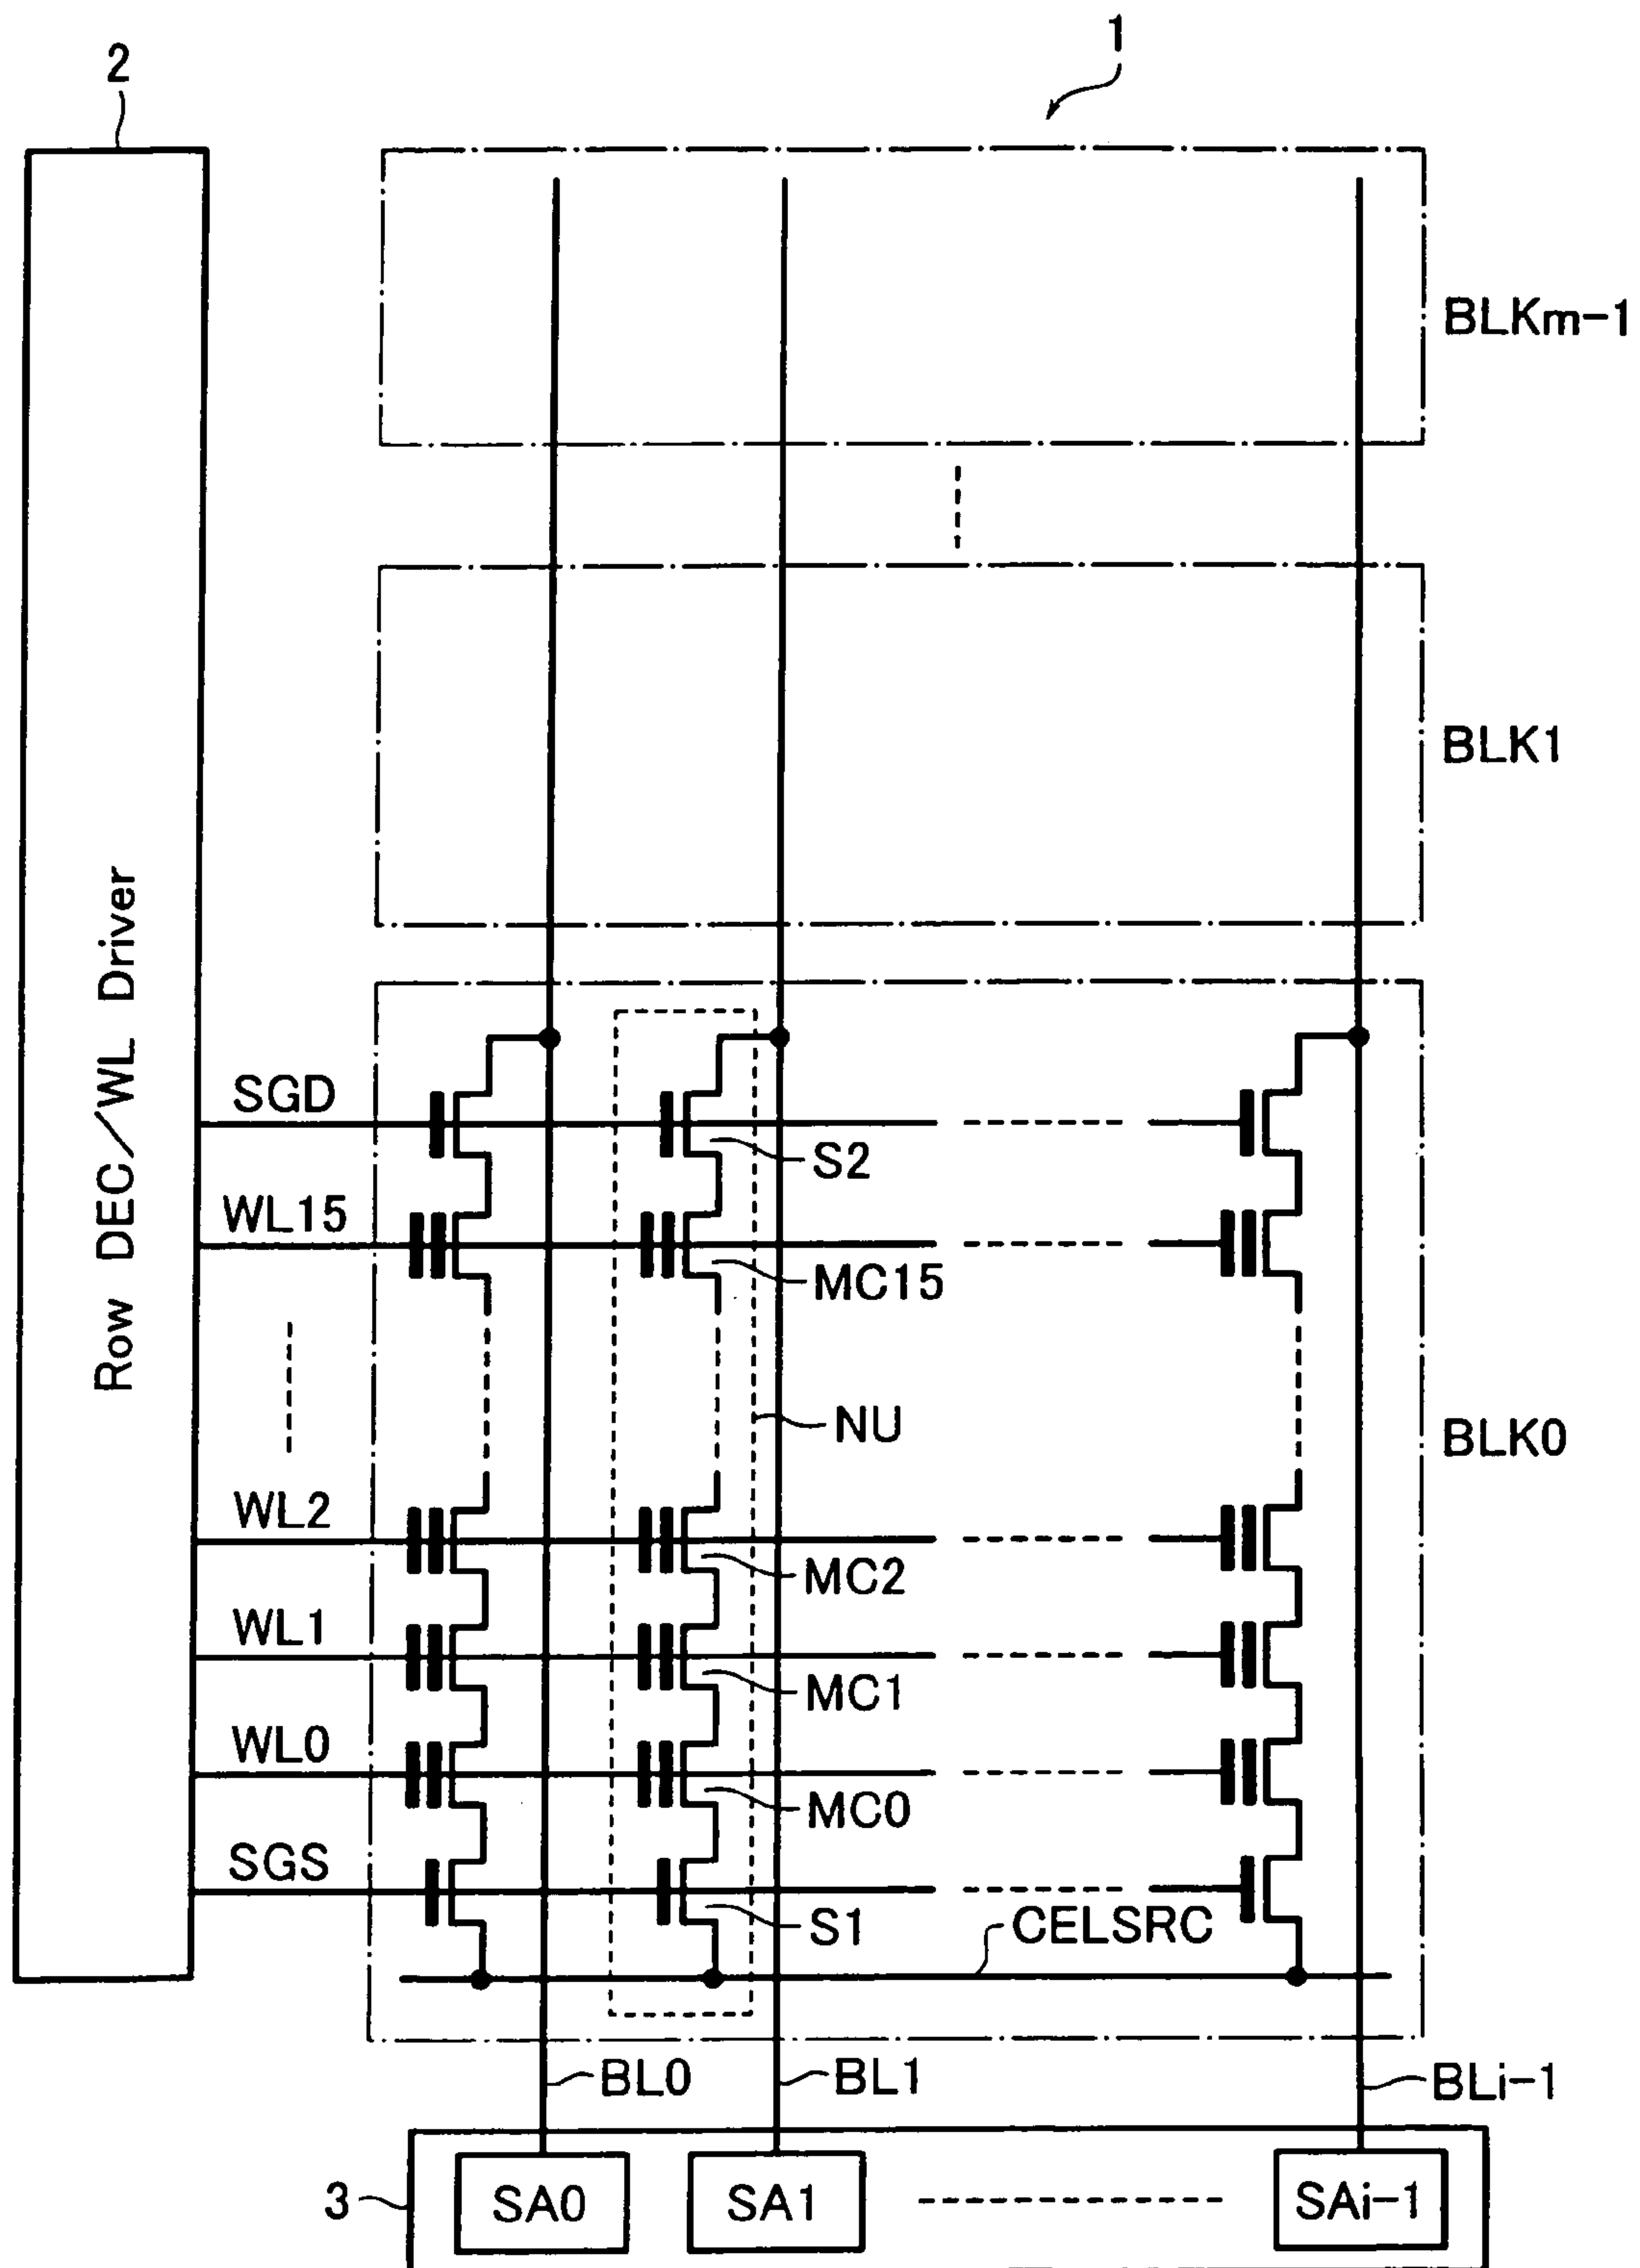 1
2
BLKm-1
BLK1
Row DEC/WL Driver
SGD
S2
WL15
MC15
NU
BLK0
WL2
MC2
WL1
MC1
WL0
MC0
SGS
S1
CELSRC
BL0
BL1
BLi-1
3
SA0
SA1
SAi-1